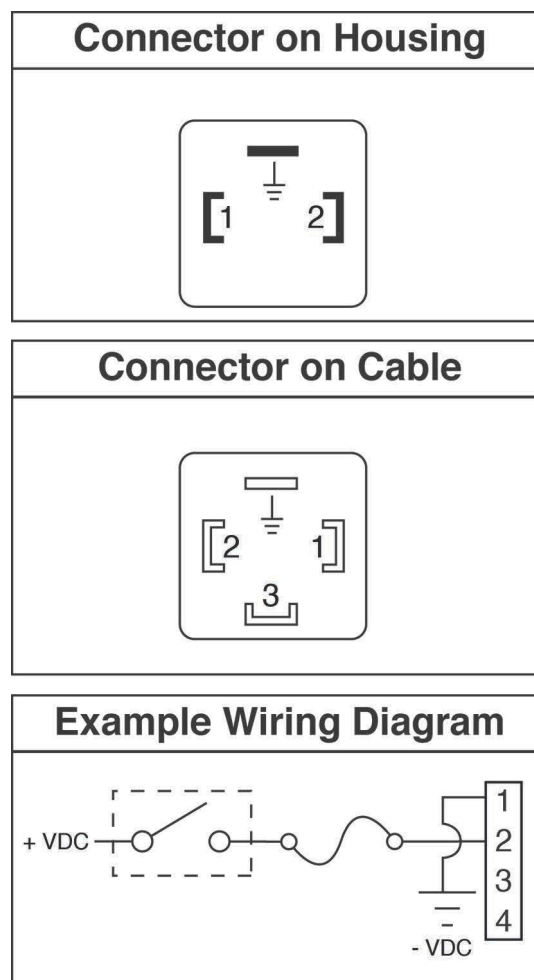 Connector on Housing
1 2
Connector on Cable
2 1
3
Example Wiring Diagram
1
+ VDC 2
3
4
- VDC